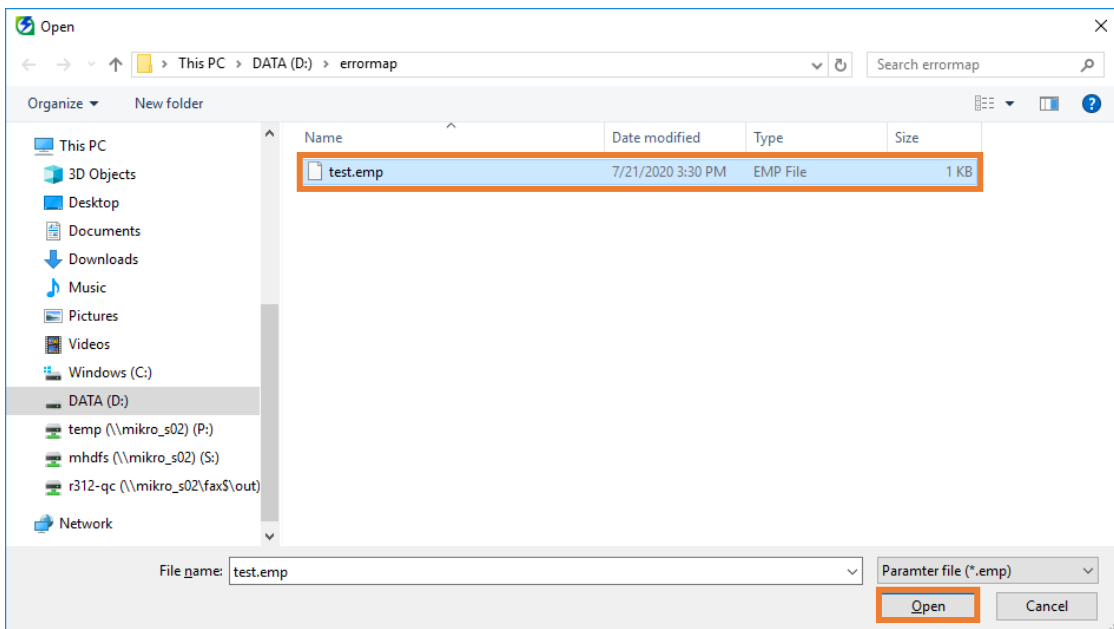 Open
This PC > DATA (D:) > errormap
Search errormap
Organize
New folder
Name
Date modified
Type
Size
This PC
3D Objects
Desktop
Documents
Downloads
Music
Pictures
Videos
Windows (C:)
DATA (D:)
temp (\\mikro_s02) (P:)
mhdfs (\\mikro_s02) (S:)
r312-qc (\\mikro_s02\fax$\out)
Network
test.emp
7/21/2020 3:30 PM
EMP File
1 KB
File name:
test.emp
Paramter file (*.emp)
Open
Cancel